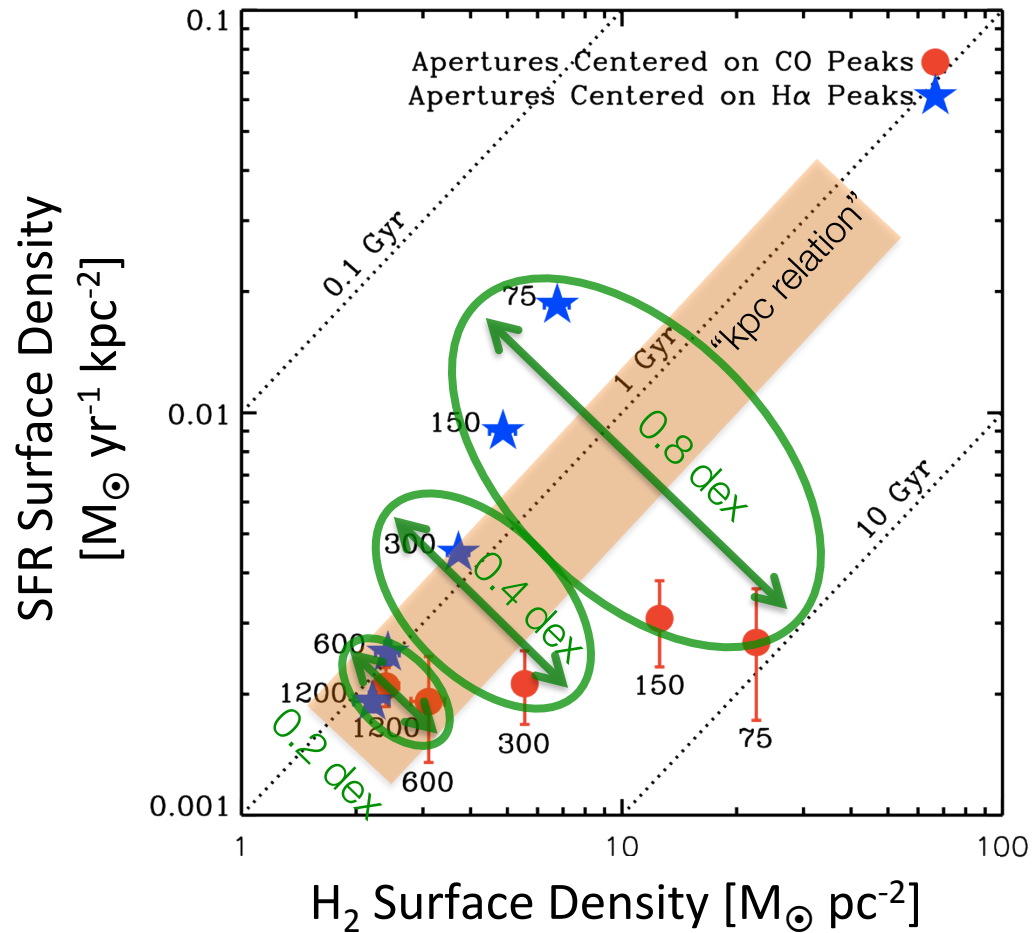 0.1
Apertures Centered on CO Peaks
Apertures Centered on Hα Peaks
0.1 Gyr
"kpc relation"
75
1 Gyr
0.01
150
0.8 dex
10 Gyr
300
0.4 dex
600
150
1200
1200
300
75
600
0.2 dex
0.001
1
10
100
SFR Surface Density
[M☉ yr⁻¹ kpc⁻²]
H₂ Surface Density [M☉ pc⁻²]